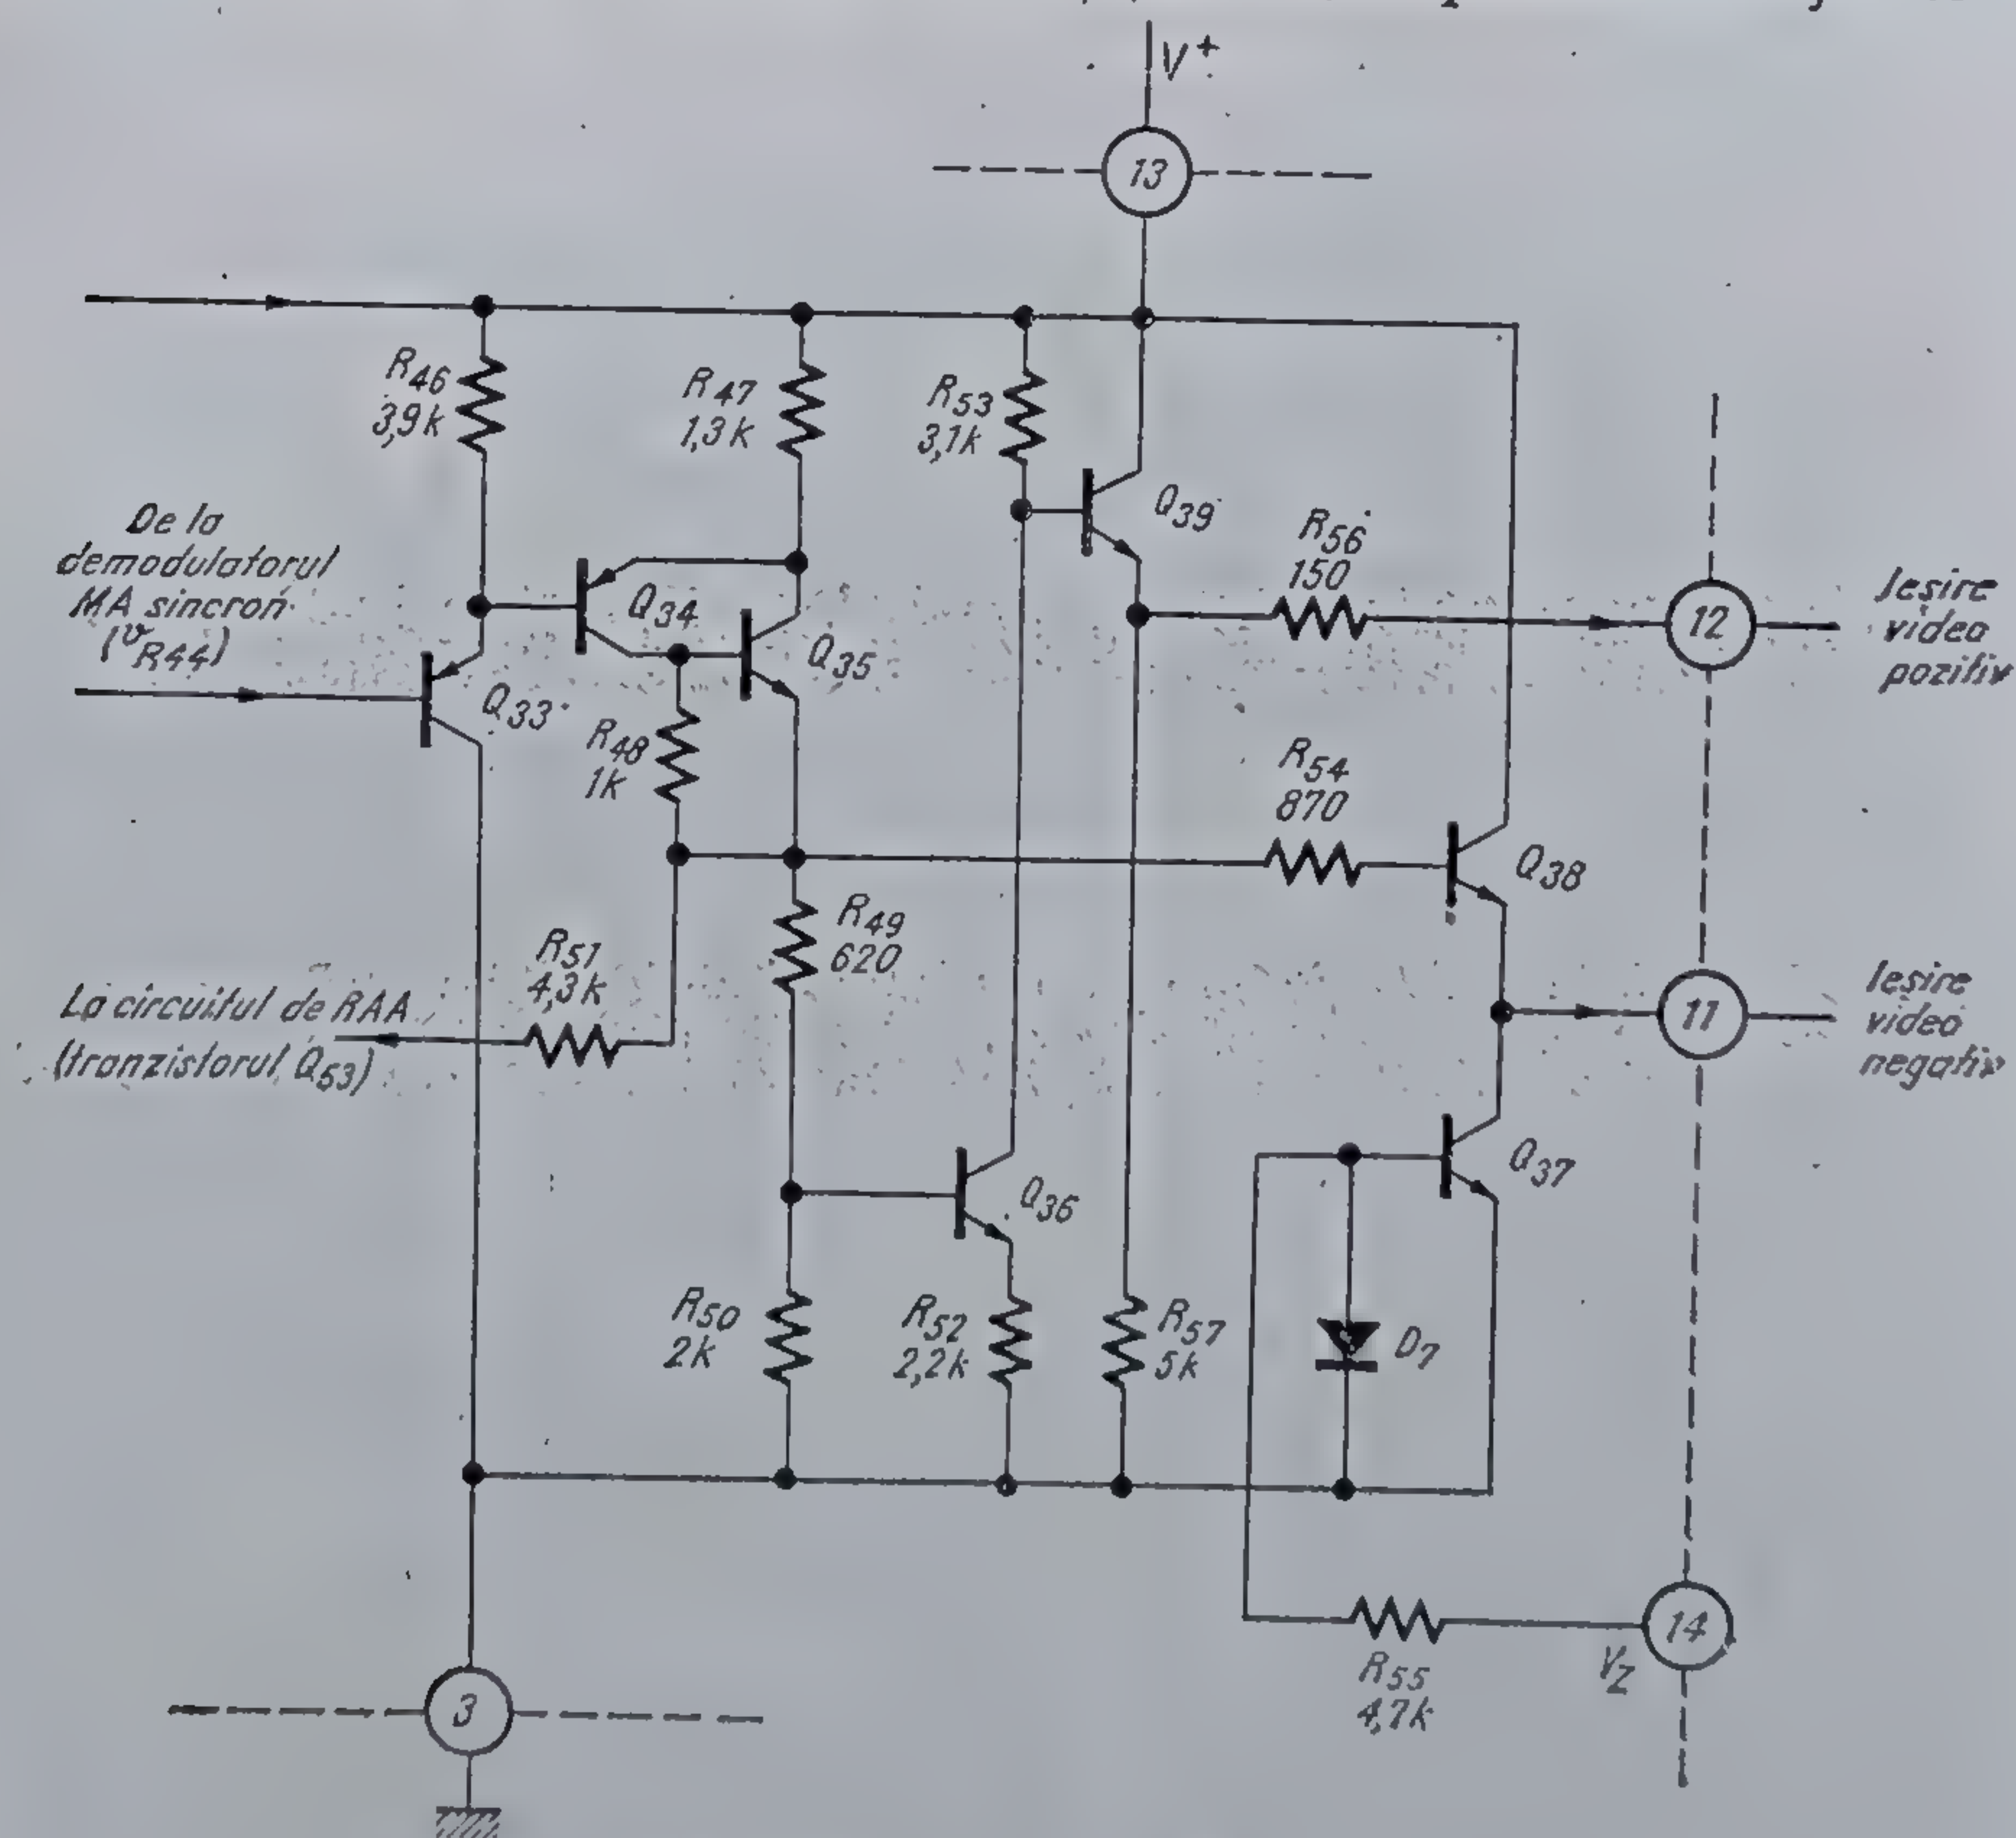 V+
13
R46
3,9k
R47
1,3k
R53
3,1k
Q39
R56
150
De la
demodulatorul
MA sincron
(vR44)
Q34
Q35
Q33
12
Ieșire
video
pozitiv
R48
1k
R54
870
Q38
R49
620
R51
4,3k
La circuitul de RAA
(tranzistorul Q53)
11
Ieșire
video
negativ
Q36
Q37
R50
2k
R52
2,2k
R57
5k
D7
14
VZ
R55
4,7k
3